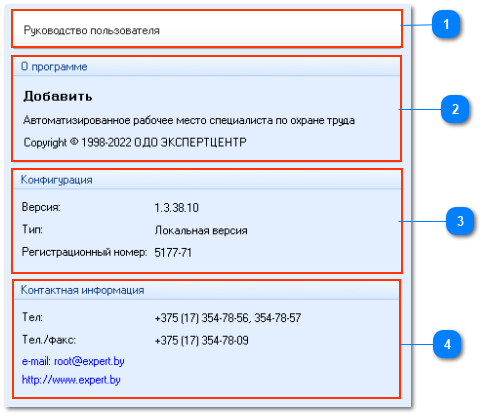 Руководство пользователя
1
О программе
Добавить
Автоматизированное рабочее место специалиста по охране труда
Copyright © 1998-2022 ОДО ЭКСПЕРТЦЕНТР
2
Конфигурация
Версия: 1.3.38.10
Тип: Локальная версия
Регистрационный номер: 5177-71
3
Контактная информация
Тел: +375 (17) 354-78-56, 354-78-57
Тел./факс: +375 (17) 354-78-09
e-mail: root@expert.by
http://www.expert.by
4